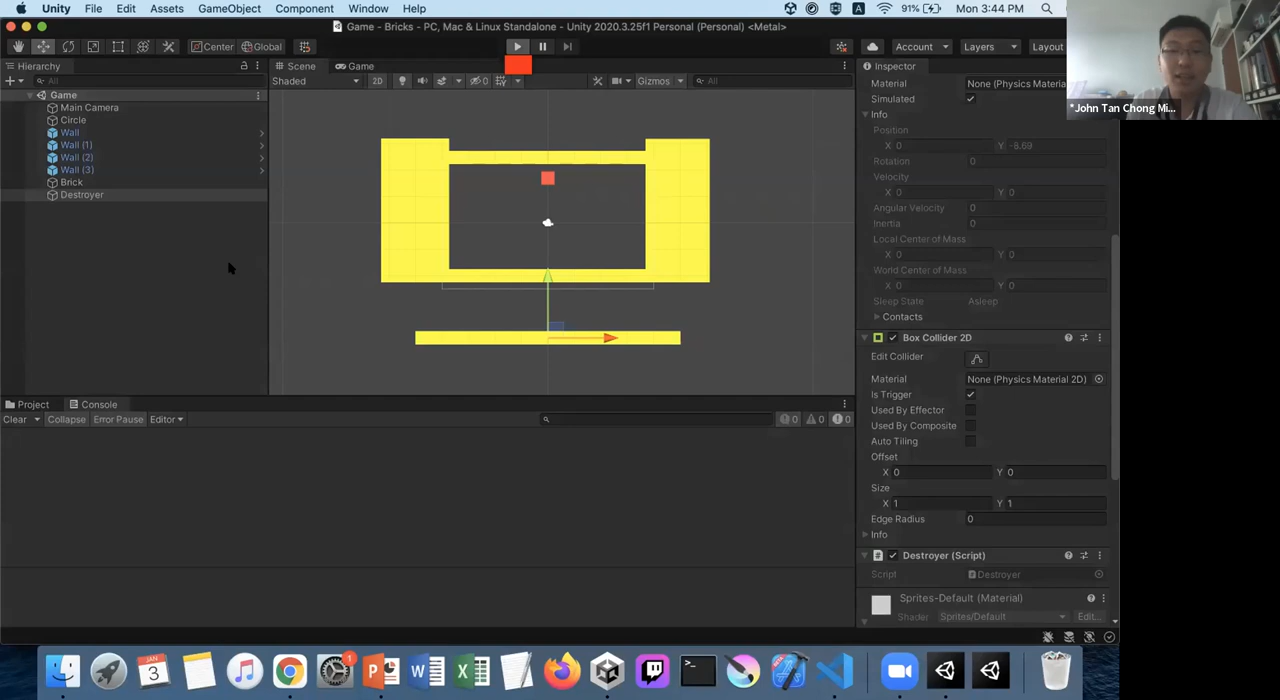 Unity File Edit Assets GameObject Component Window Help
A 91% Mon 3:44 PM
Game - Bricks - PC, Mac & Linux Standalone - Unity 2020.3.25f1 Personal (Personal) <Metal>
Center Global
Account Layers Layout
Hierarchy
All
Game
Main Camera
Circle
Wall
Wall (1)
Wall (2)
Wall (3)
Brick
Destroyer
Scene Game
Shaded 2D 0 Gizmos All
Inspector
Material None (Physics Material
Simulated
Info
Position
X 0 Y -8.69
Rotation 0
Velocity
X 0 Y 0
Angular Velocity 0
Inertia 0
Local Center of Mass
X 0 Y 0
World Center of Mass
X 0 Y 0
Sleep State Asleep
Contacts
Box Collider 2D
Edit Collider
Material None (Physics Material 2D)
Is Trigger
Used By Effector
Used By Composite
Auto Tiling
Offset
X 0 Y 0
Size
X 1 Y 1
Edge Radius 0
Info
Destroyer (Script)
Script Destroyer
Sprites-Default (Material)
Shader Sprites/Default Edit...
Project Console
Clear Collapse Error Pause Editor
0 0 0
*John Tan Chong Mi...
JAN
3
1